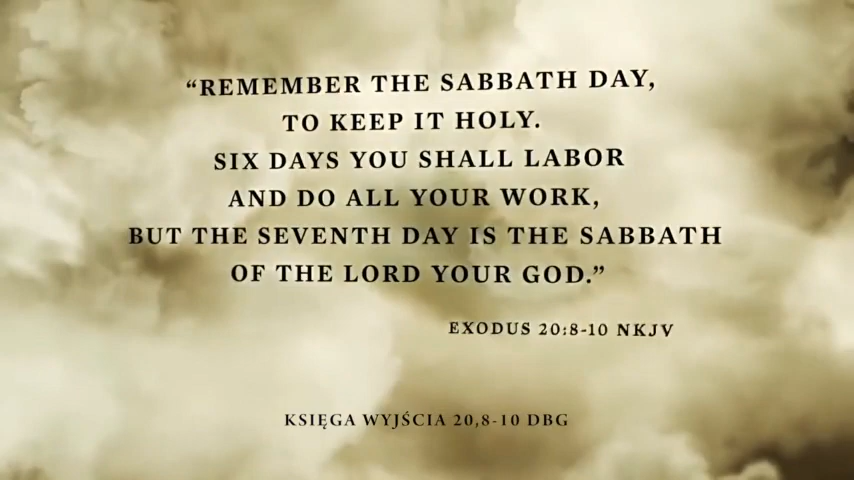 “REMEMBER THE SABBATH DAY,
TO KEEP IT HOLY.
SIX DAYS YOU SHALL LABOR
AND DO ALL YOUR WORK,
BUT THE SEVENTH DAY IS THE SABBATH
OF THE LORD YOUR GOD.”
EXODUS 20:8-10 NKJV
KSIĘGA WYJŚCIA 20,8-10 DBG